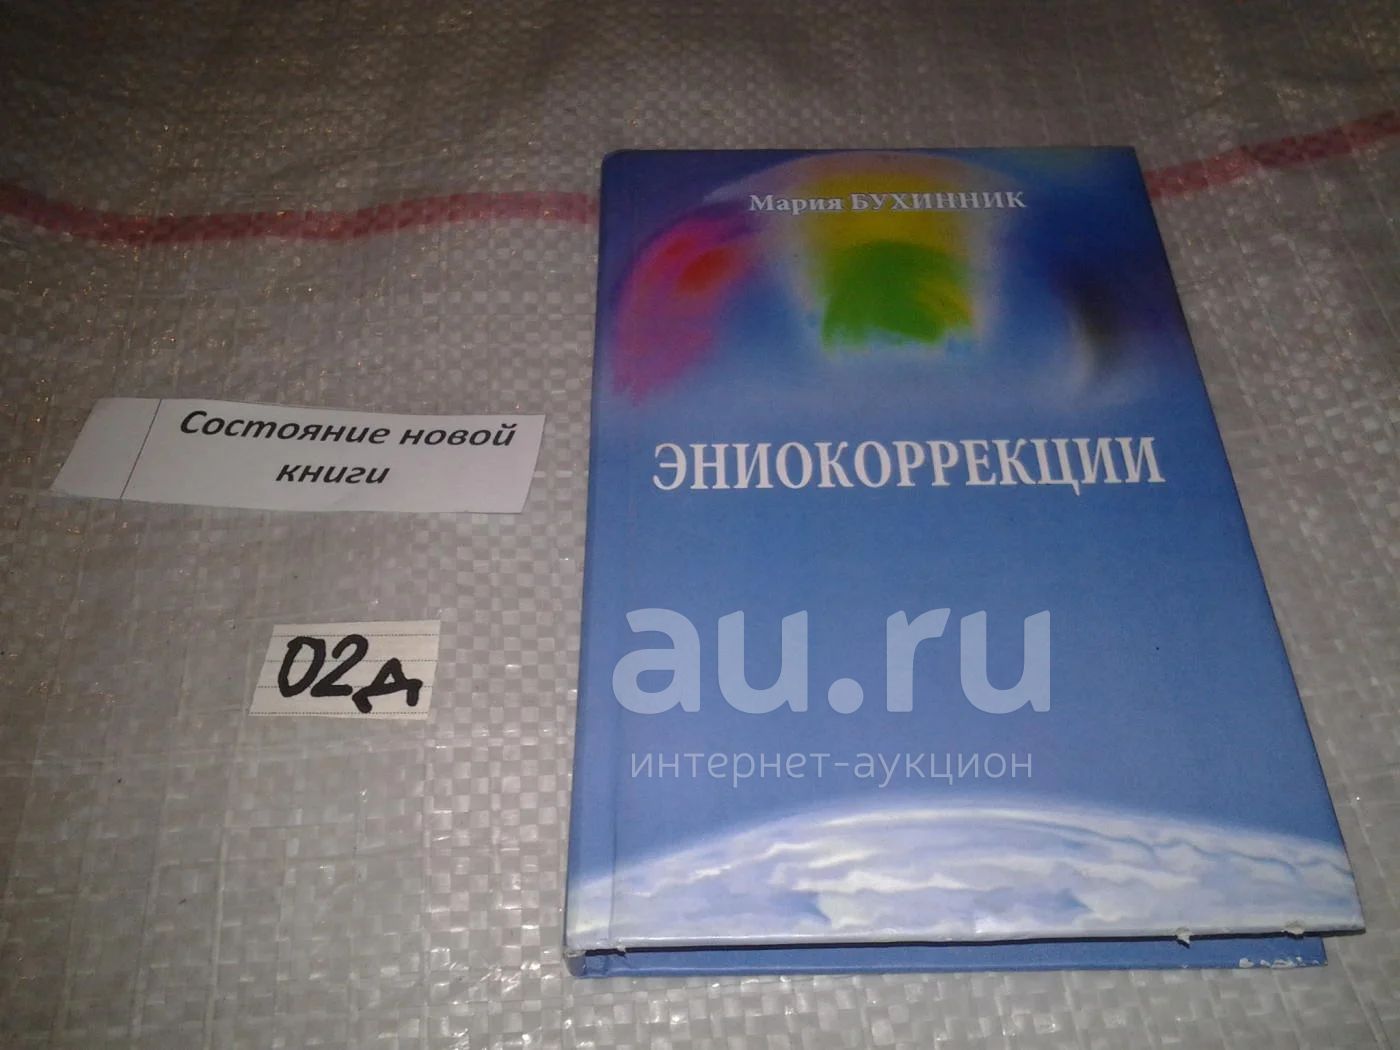 Мария БУХИННИК
ЭНИОКОРРЕКЦИИ
Состояние новой
книги
02д
au.ru
интернет-аукцион